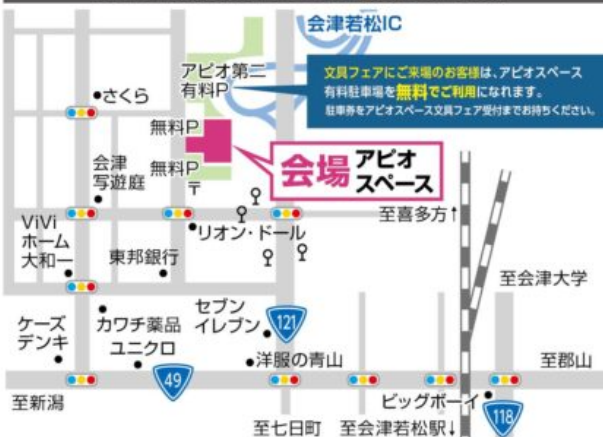 会津若松IC
アピオ第二
有料P
文具フェアにご来場のお客様は、アピオスペース
有料駐車場を無料でご利用になれます。
駐車券をアピオスペース文具フェア受付までお持ちください。
さくら
無料P
無料P
〒
会場
アピオ
スペース
会津
写遊庭
至喜多方↑
ViVi
ホーム
大和一
リオン・ドール
東邦銀行
至会津大学
セブン
イレブン
121
ケーズ
デンキ
カワチ薬品
ユニクロ
洋服の青山
至郡山
49
至新潟
ビッグボーイ
118
至七日町
至会津若松駅↓